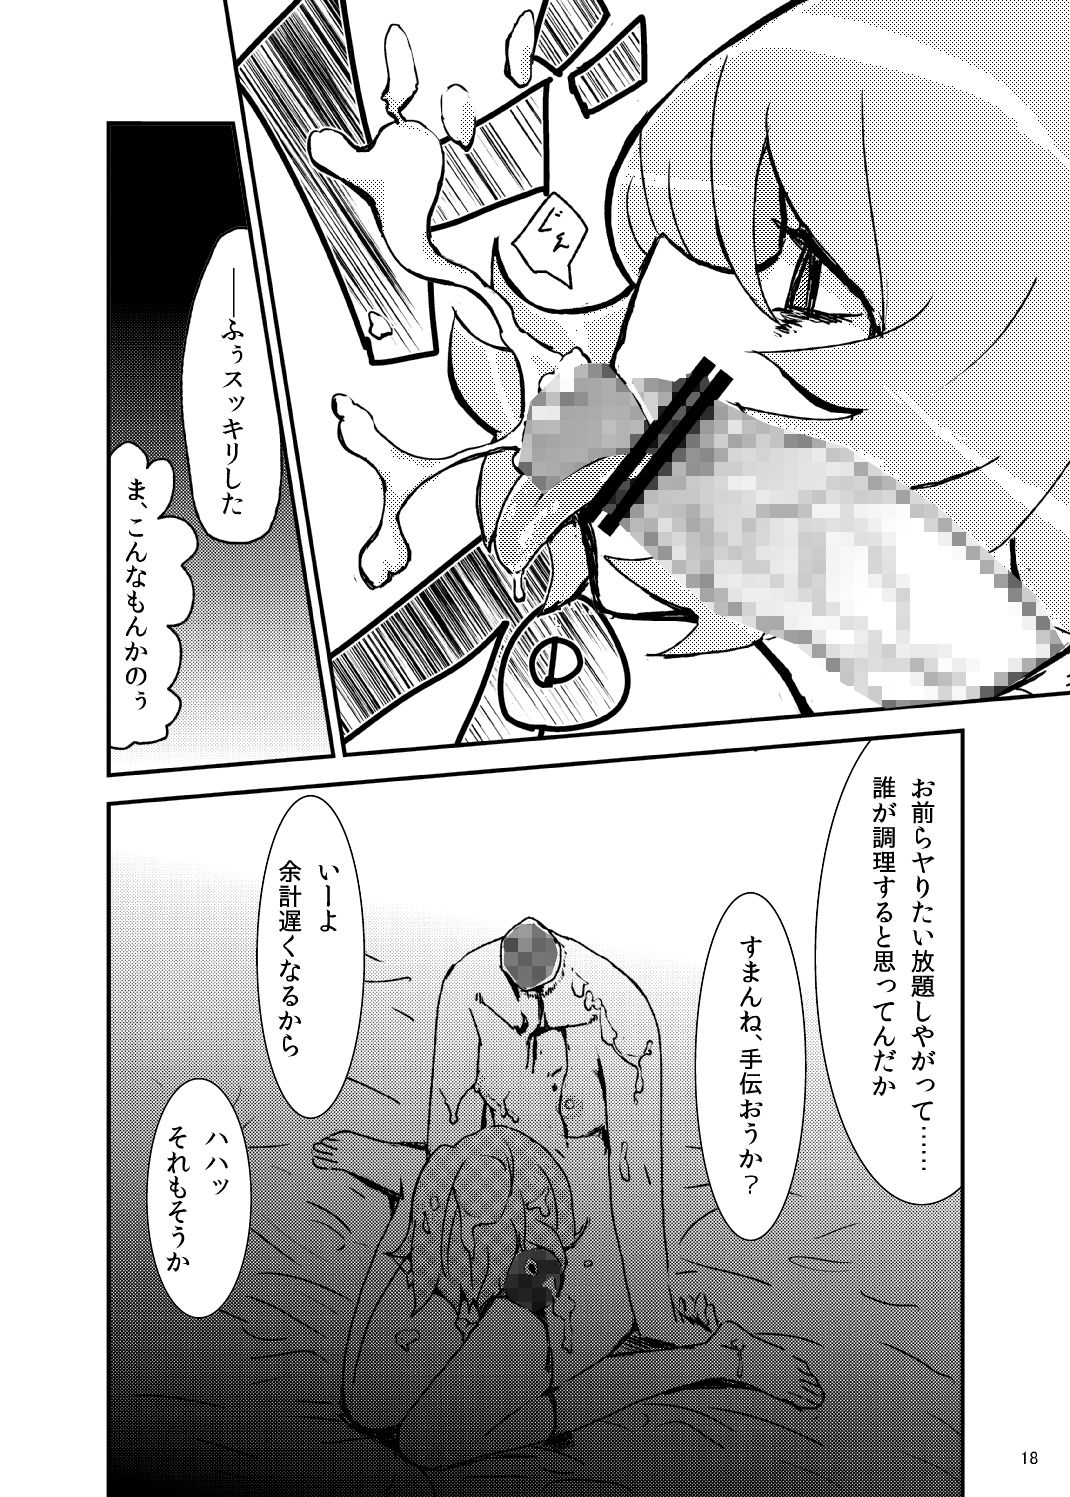 ――ふぅスッキリした
ま、こんなもんかのぅ
お前らヤりたい放題しやがって……
誰が調理すると思ってんだか
すまんね、手伝おうか？
いーよ
余計遅くなるから
ハハッ
それもそうか
18